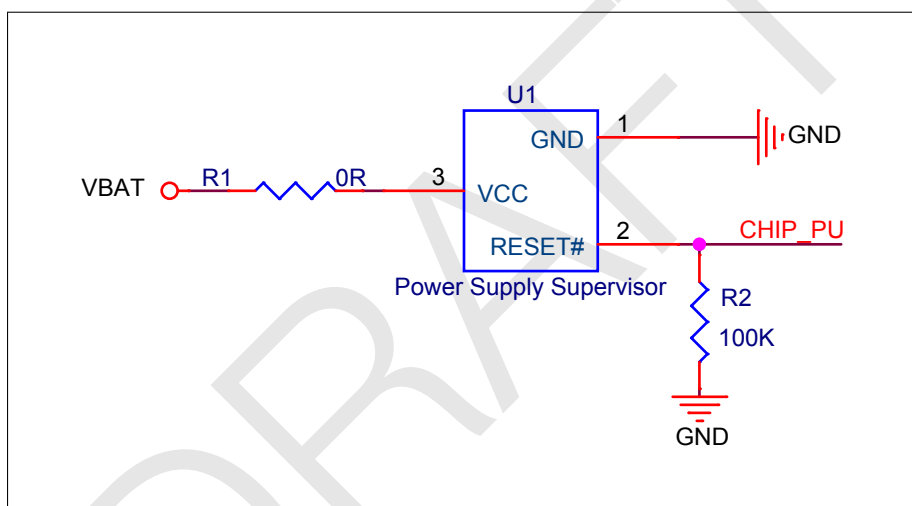 U1
1
GND
GND
VBAT
R1
0R
3
VCC
2
RESET#
CHIP_PU
Power Supply Supervisor
R2
100K
GND
DRAFT